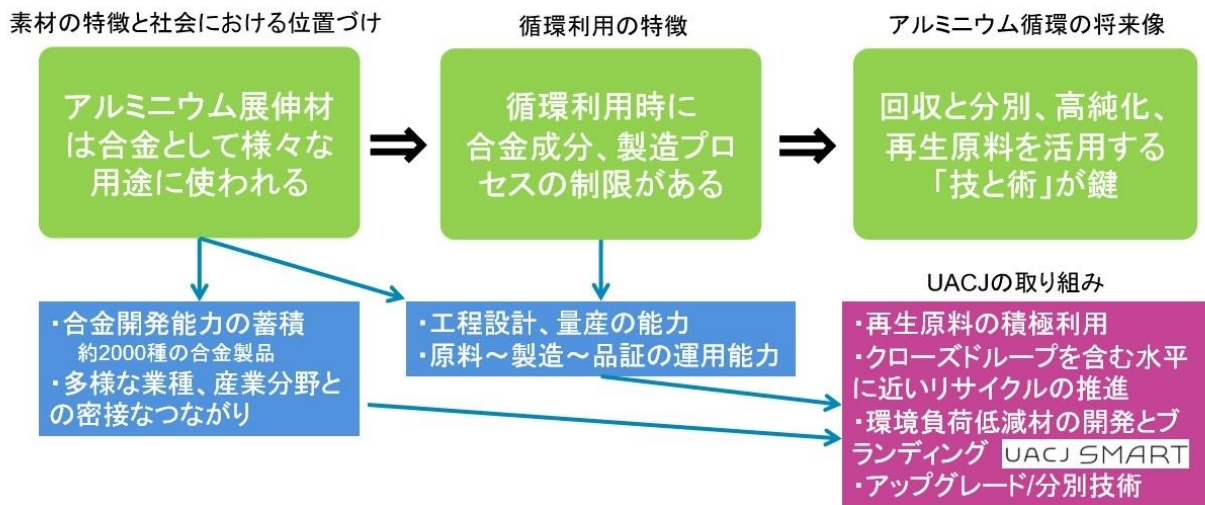 素材の特徴と社会における位置づけ
アルミニウム展伸材
は合金として様々な
用途に使われる
循環利用の特徴
循環利用時に
合金成分、製造プロ
セスの制限がある
アルミニウム循環の将来像
回収と分別、高純化、
再生原料を活用する
「技と術」が鍵
・合金開発能力の蓄積
約2000種の合金製品
・多様な業種、産業分野と
の密接なつながり
・工程設計、量産の能力
・原料～製造～品証の運用能力
UACJの取り組み
・再生原料の積極利用
・クローズドループを含む水平
に近いリサイクルの推進
・環境負荷低減材の開発とブ
ランディング UACJ SMART
・アップグレード/分別技術